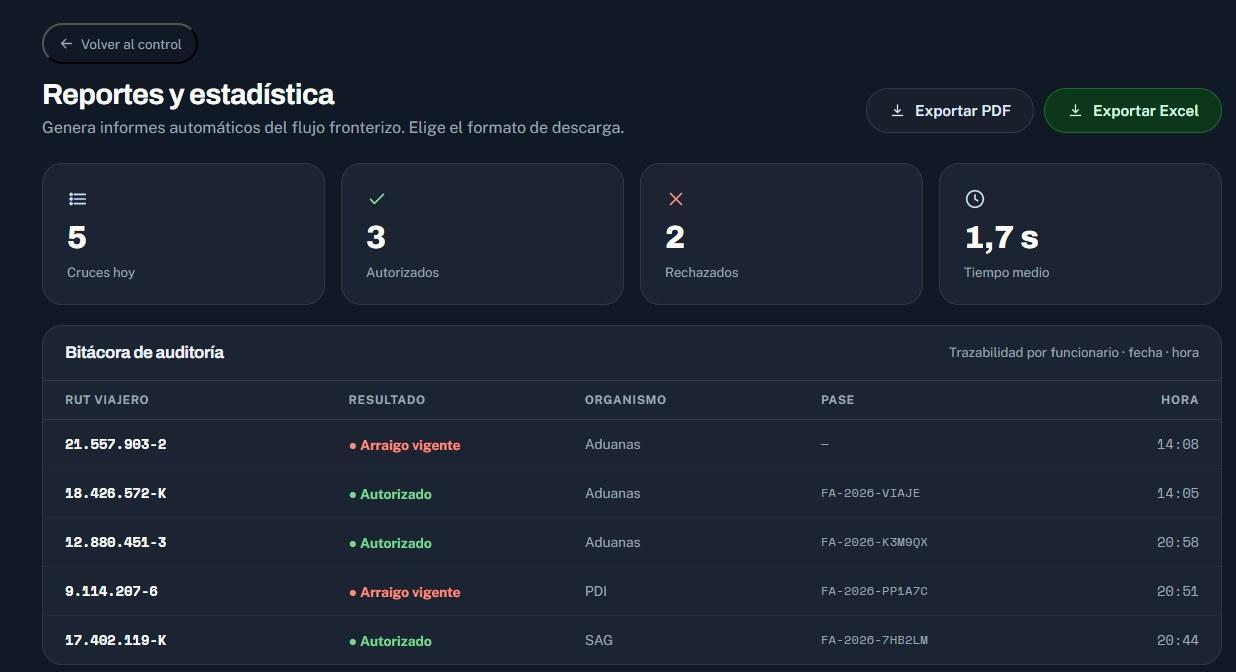 ← Volver al control
Reportes y estadística
Genera informes automáticos del flujo fronterizo. Elige el formato de descarga.
Exportar PDF
Exportar Excel
5
Cruces hoy
3
Autorizados
2
Rechazados
1,7 s
Tiempo medio
Bitácora de auditoría
Trazabilidad por funcionario · fecha · hora
RUT VIAJERO RESULTADO ORGANISMO PASE HORA
21.557.903-2 ● Arraigo vigente Aduanas — 14:08
18.426.572-K ● Autorizado Aduanas FA-2026-VIAJE 14:05
12.880.451-3 ● Autorizado Aduanas FA-2026-K3M9QX 20:58
9.114.207-6 ● Arraigo vigente PDI FA-2026-PP1A7C 20:51
17.402.119-K ● Autorizado SAG FA-2026-7HB2LM 20:44